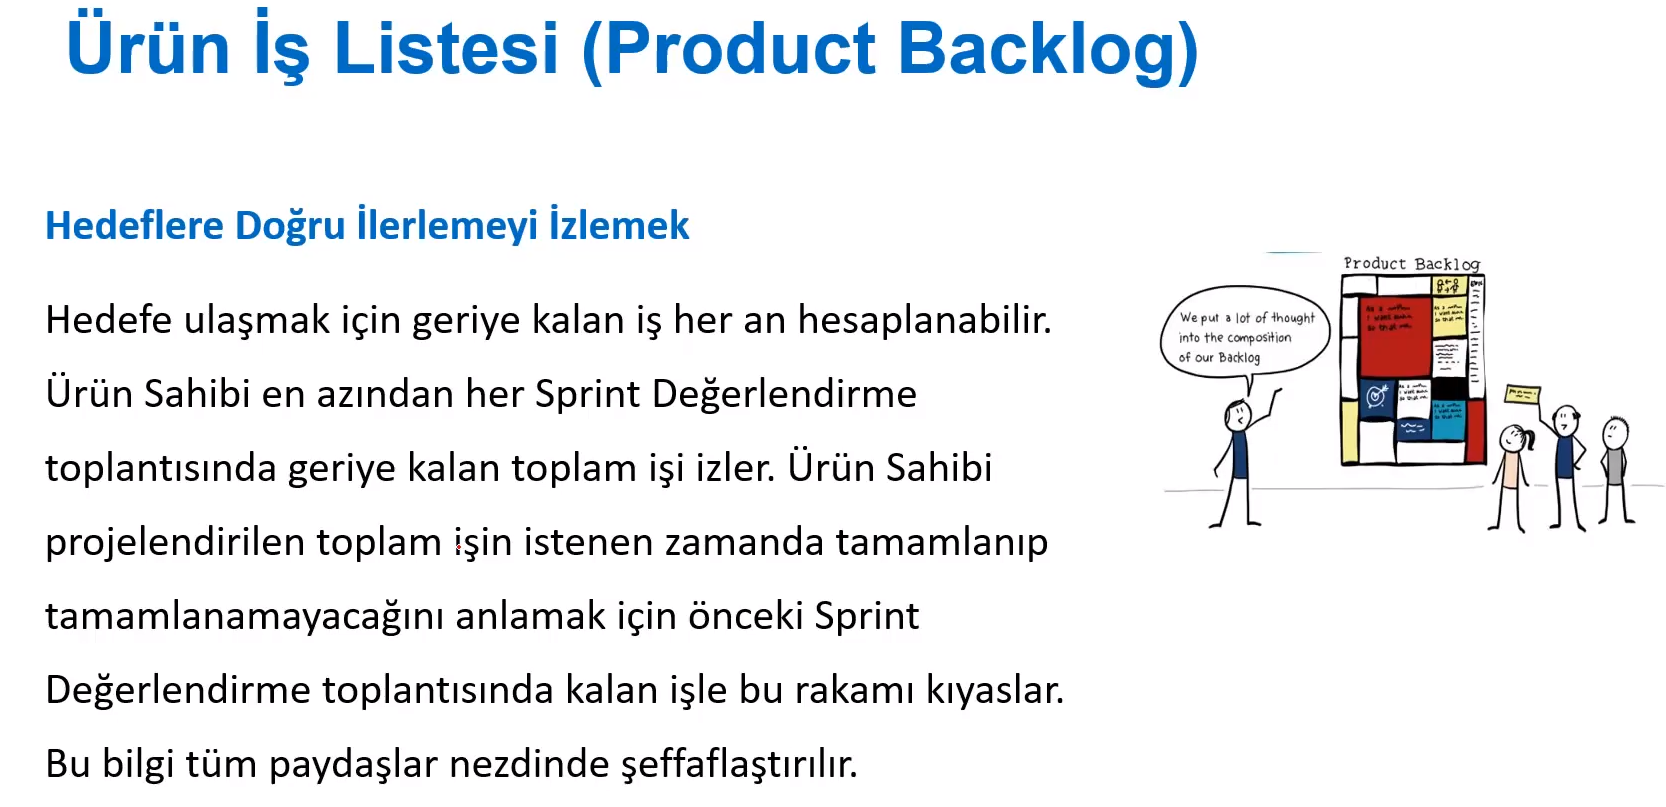 Ürün İş Listesi (Product Backlog)
Hedeflere Doğru İlerlemeyi İzlemek
Hedefe ulaşmak için geriye kalan iş her an hesaplanabilir.
Ürün Sahibi en azından her Sprint Değerlendirme
toplantısında geriye kalan toplam işi izler. Ürün Sahibi
projelendirilen toplam işin istenen zamanda tamamlanıp
tamamlanamayacağını anlamak için önceki Sprint
Değerlendirme toplantısında kalan işle bu rakamı kıyaslar.
Bu bilgi tüm paydaşlar nezdinde şeffaflaştırılır.
Product Backlog
We put a lot of thought
into the composition
of our Backlog